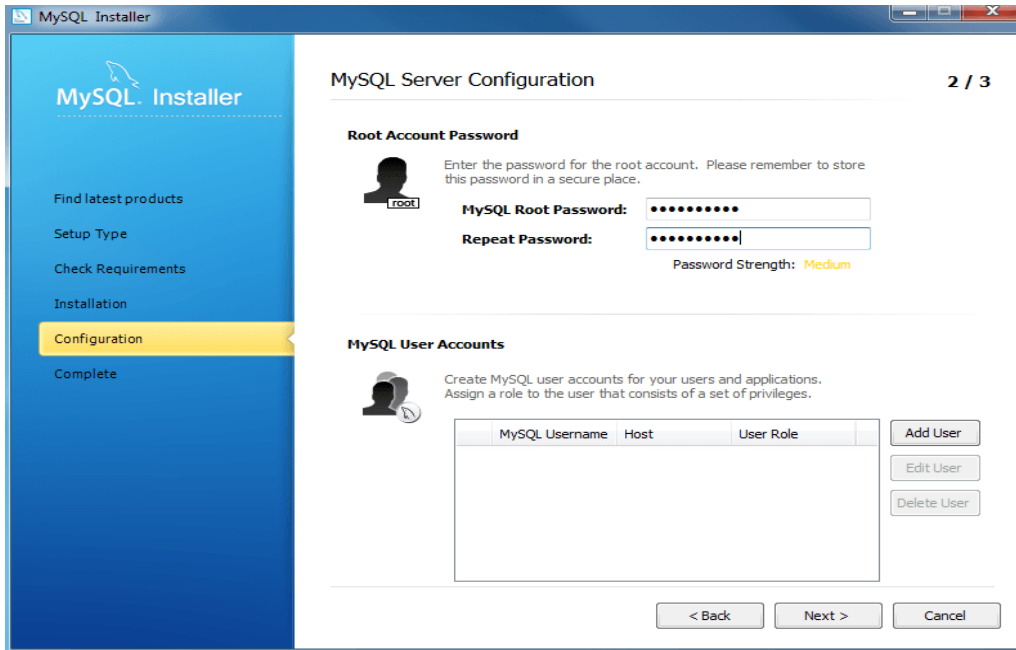 MySQL Installer
MySQL. Installer
Find latest products
Setup Type
Check Requirements
Installation
Configuration
Complete
MySQL Server Configuration
2 / 3
Root Account Password
Enter the password for the root account. Please remember to store
this password in a secure place.
root
MySQL Root Password: ●●●●●●●●●●
Repeat Password: ●●●●●●●●●●
Password Strength: Medium
MySQL User Accounts
Create MySQL user accounts for your users and applications.
Assign a role to the user that consists of a set of privileges.
MySQL Username Host User Role
Add User
Edit User
Delete User
< Back Next > Cancel